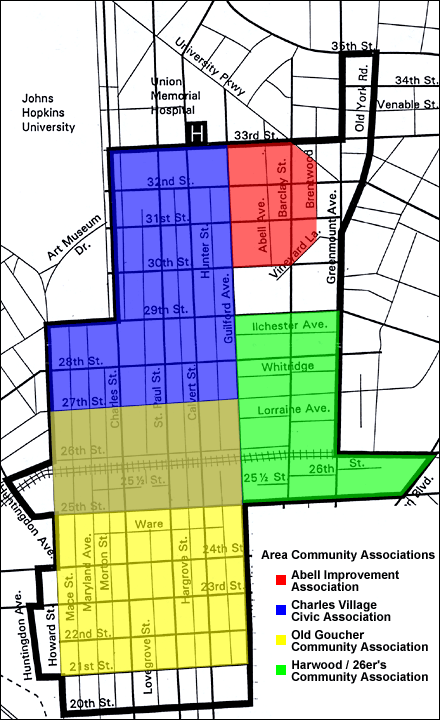 35th St.
University Pkwy
Old York Rd.
34th St.
Union
Memorial
Hospital
Johns
Hopkins
University
Venable St.
H
33rd St.
32nd St.
Barclay St.
Brentwood
31st St.
Abell Ave.
Hunter St.
Art Museum
Dr.
Vineyard La.
Greenmount Ave.
30th St.
Guilford Ave.
29th St.
Ilchester Ave.
28th St.
Whitridge
Charles St.
St. Paul St.
Calvert St.
27th St.
Lorraine Ave.
26th St.
26th St.
25 ½ St.
25 ½ St.
Huntingdon Ave.
Blvd.
25th St.
Ware
24th St.
Maryland Ave.
Morton St.
Hargrove St.
Mace St.
23rd St.
Huntingdon Ave.
Howard St.
22nd St.
Lovegrove St.
21st St.
20th St.
Area Community Associations
Abell Improvement
Association
Charles Village
Civic Association
Old Goucher
Community Association
Harwood / 26er's
Community Association